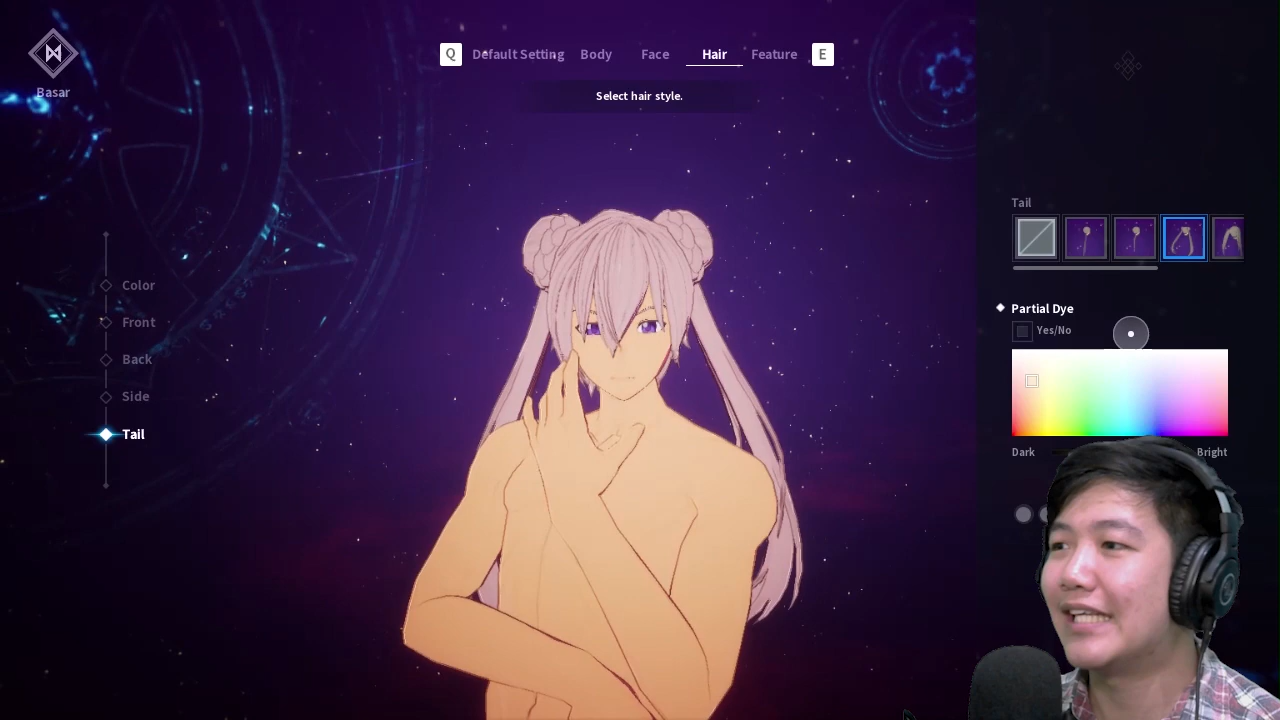 Q Default Setting Body Face Hair Feature E
Select hair style.
Basar
Color
Front
Back
Side
Tail
Tail
Partial Dye
Yes/No
Dark Bright